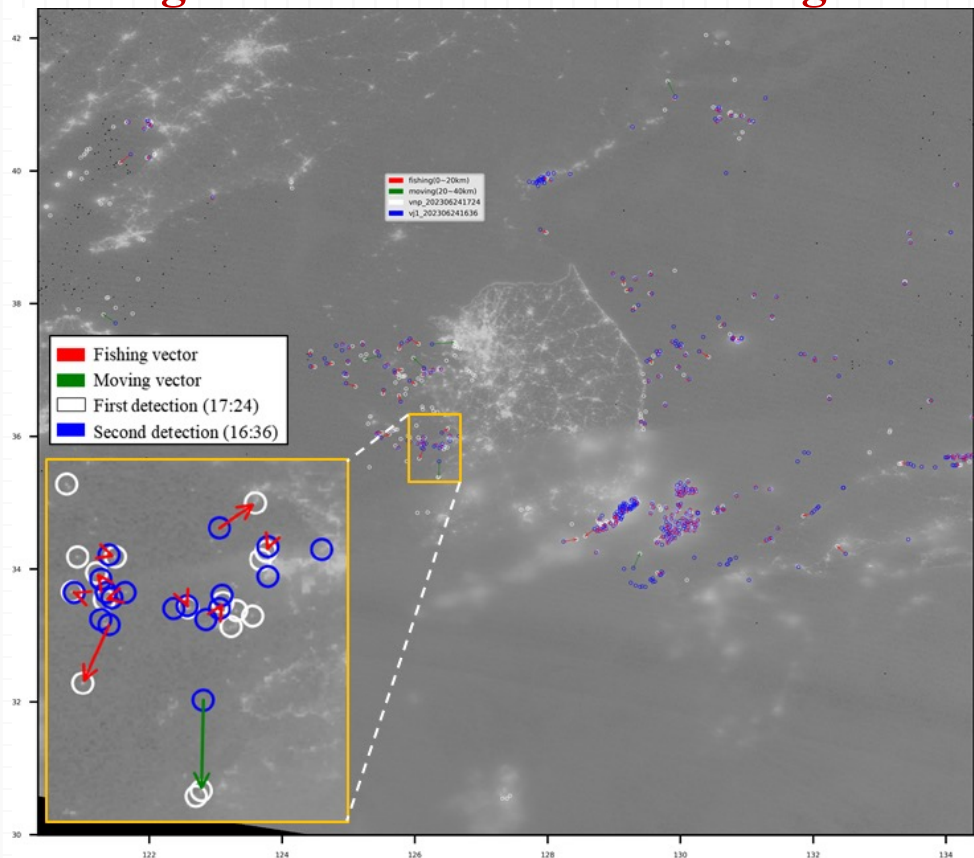 42
40
38
36
34
32
30
fishing(0~20km)
moving(20~40km)
vnp_202306241724
vj1_202306241636
Fishing vector
Moving vector
First detection (17:24)
Second detection (16:36)
122
124
126
128
130
132
134